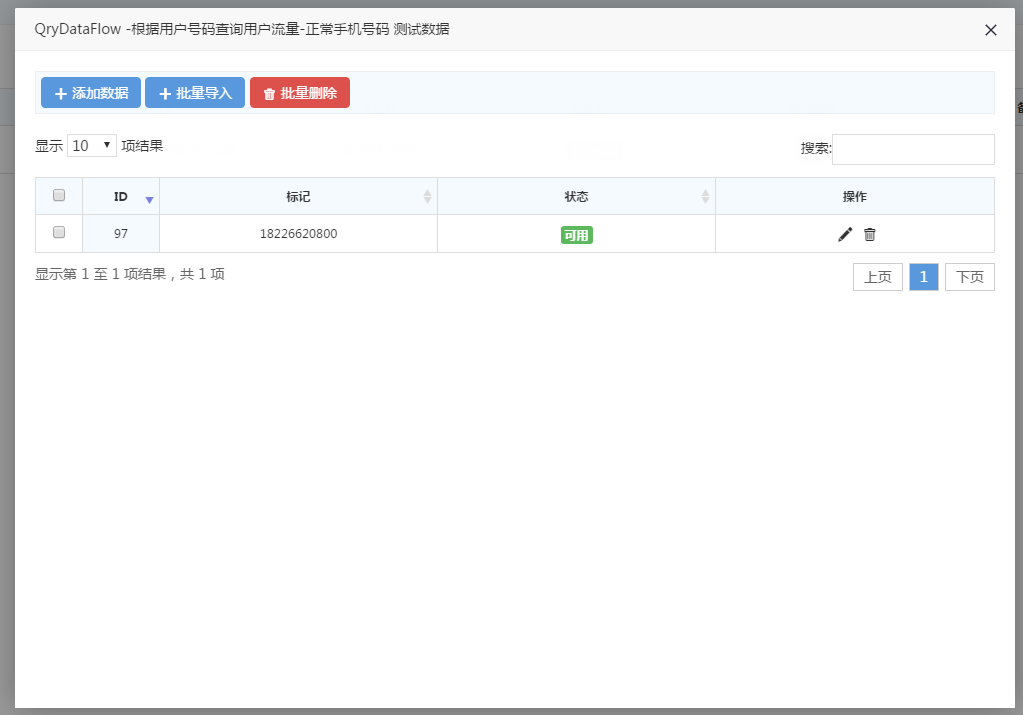 QryDataFlow -根据用户号码查询用户流量-正常手机号码 测试数据
添加数据 批量导入 批量删除
显示 10 项结果 搜索:
ID 标记 状态 操作
97 18226620800 可用
显示第 1 至 1 项结果，共 1 项 上页 1 下页